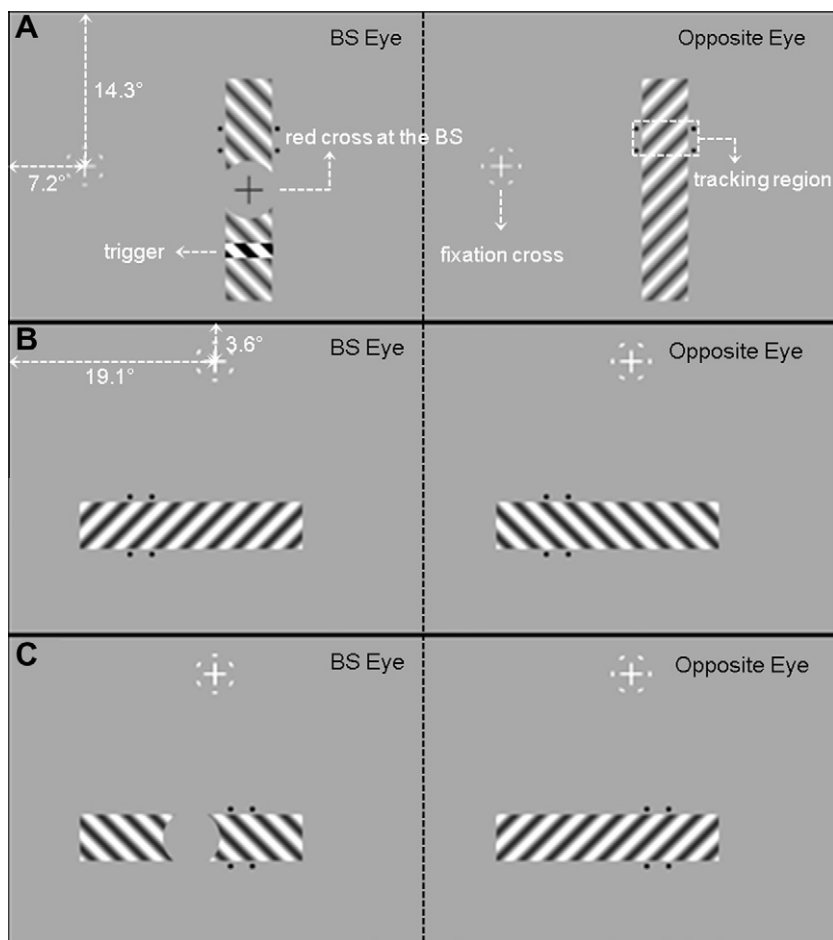 A
BS Eye
Opposite Eye
14.3°
red cross at the BS
7.2°
tracking region
trigger
fixation cross
B
BS Eye
Opposite Eye
3.6°
19.1°
C
BS Eye
Opposite Eye